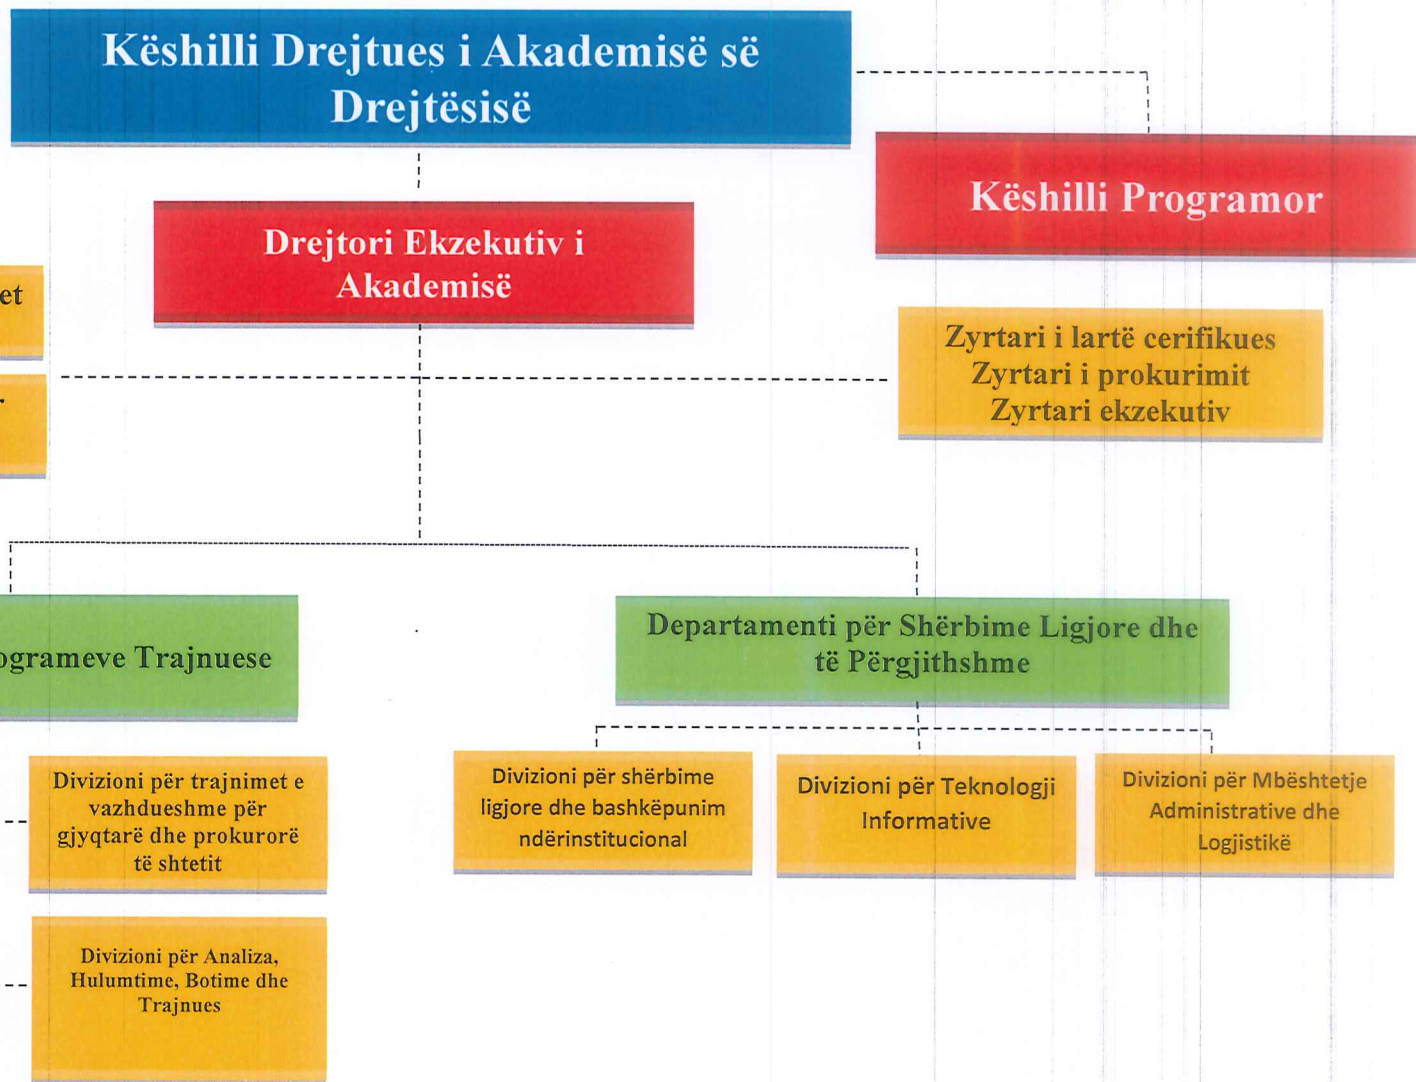 Këshilli Drejtues i Akademisë së
Drejtësisë
Këshilli Programor
Drejtori Ekzekutiv i
Akademisë
Zyrtari i lartë cerifikues
Zyrtari i prokurimit
Zyrtari ekzekutiv
Trajnuese
Departamenti për Shërbime Ligjore dhe
të Përgjithshme
Divizioni për trajnimet e
vazhdueshme për
gjyqtarë dhe prokurorë
të shtetit
Divizioni për shërbime
ligjore dhe bashkëpunim
ndërinstitucional
Divizioni për Teknologji
Informative
Divizioni për Mbështetje
Administrative dhe
Logjistikë
Divizioni për Analiza,
Hulumtime, Botime dhe
Trajnues